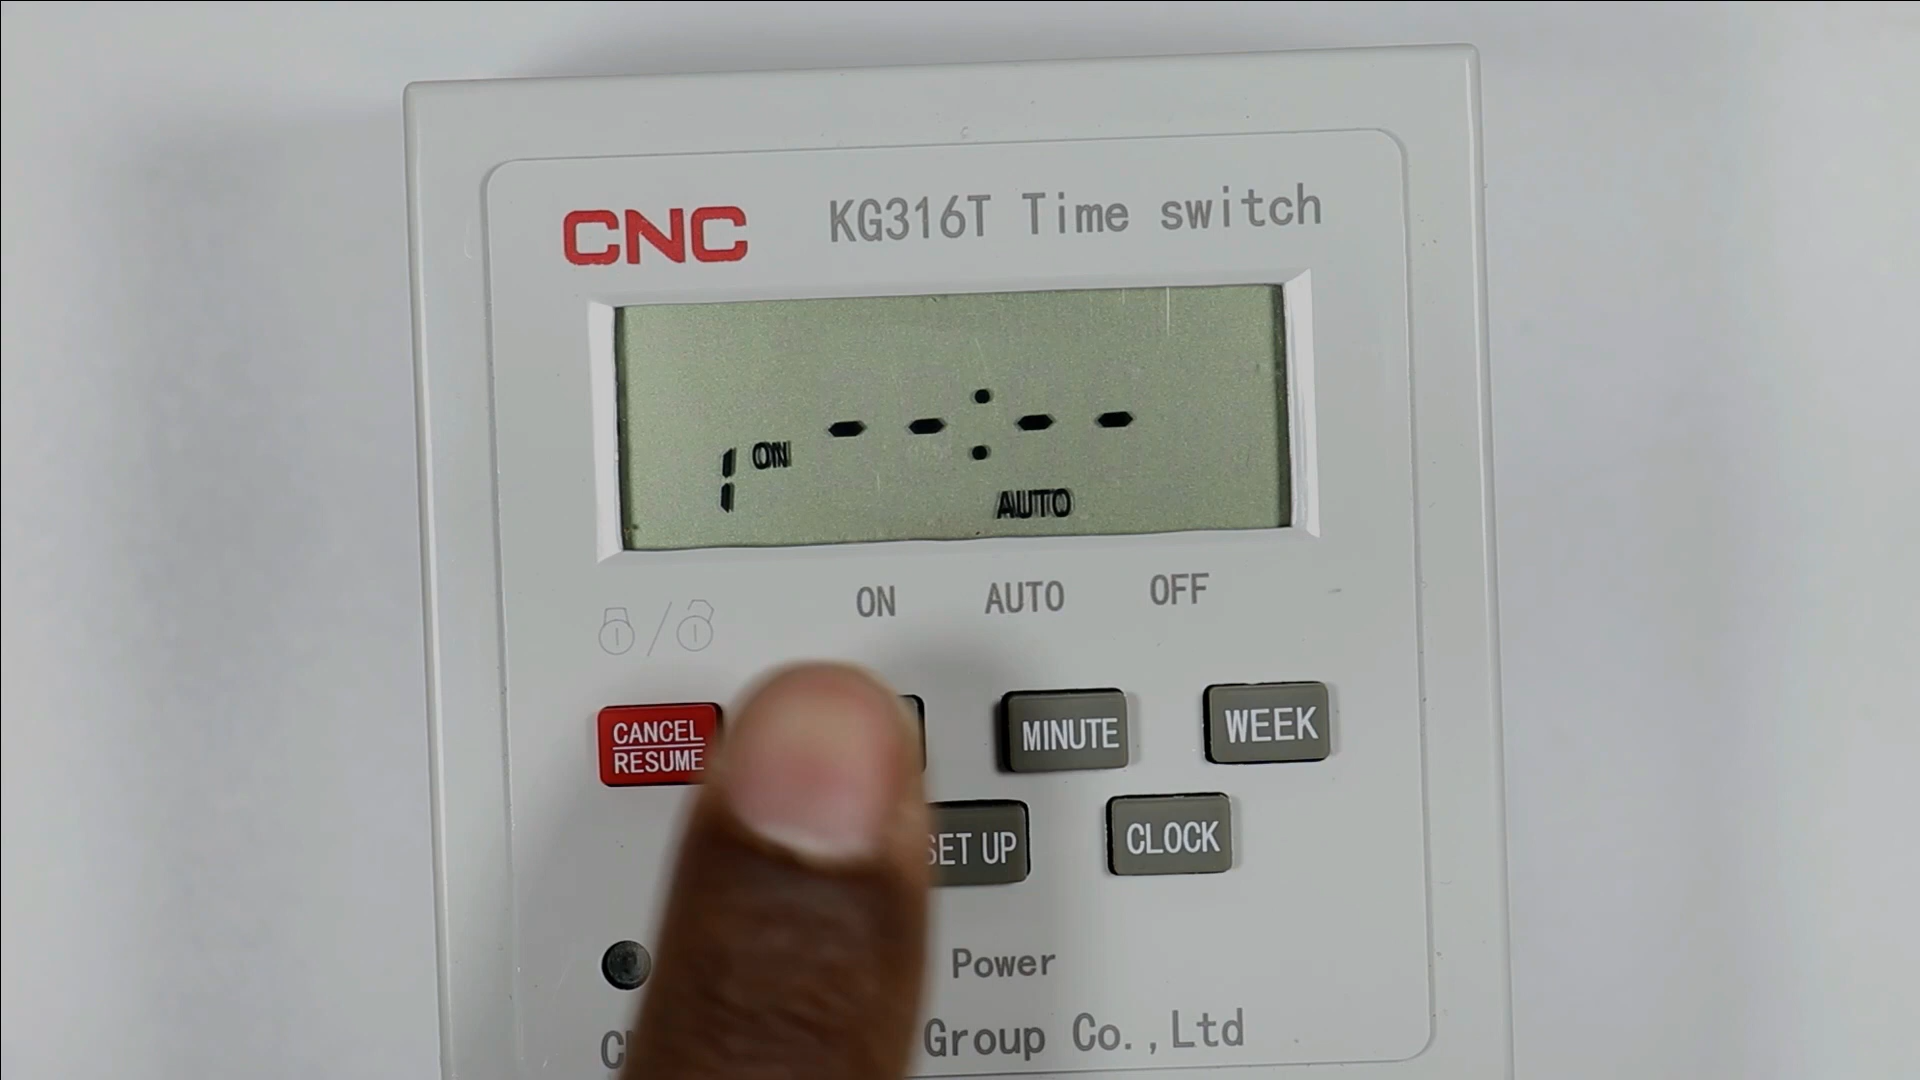 CNC KG316T Time switch
1 ON --:--
AUTO
ON AUTO OFF
CANCEL RESUME MINUTE WEEK
SET UP CLOCK
Power
Group Co.,Ltd